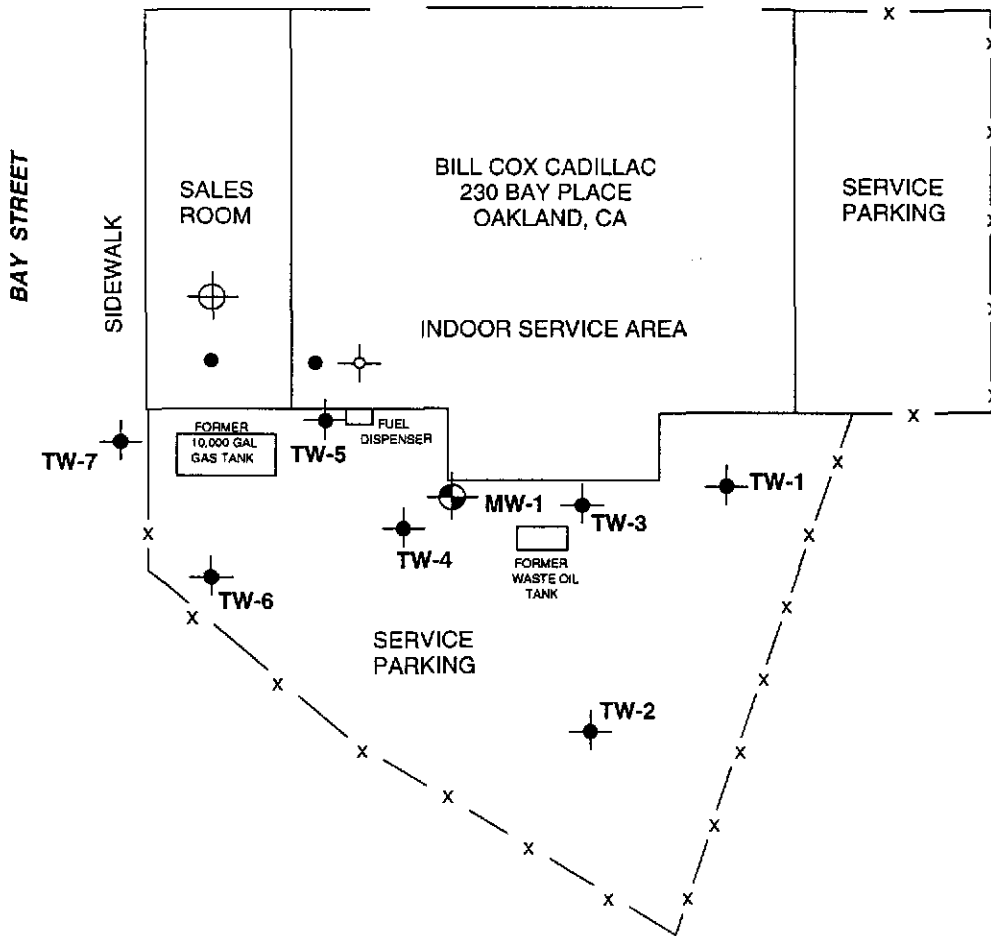 BILL COX CADILLAC
230 BAY PLACE
OAKLAND, CA
SALES
ROOM
SERVICE
PARKING
BAY STREET
SIDEWALK
INDOOR SERVICE AREA
FORMER
10,000 GAL
GAS TANK
FUEL
DISPENSER
TW-5
TW-7
MW-1
TW-3
TW-1
TW-4
FORMER
WASTE OIL
TANK
TW-6
SERVICE
PARKING
TW-2